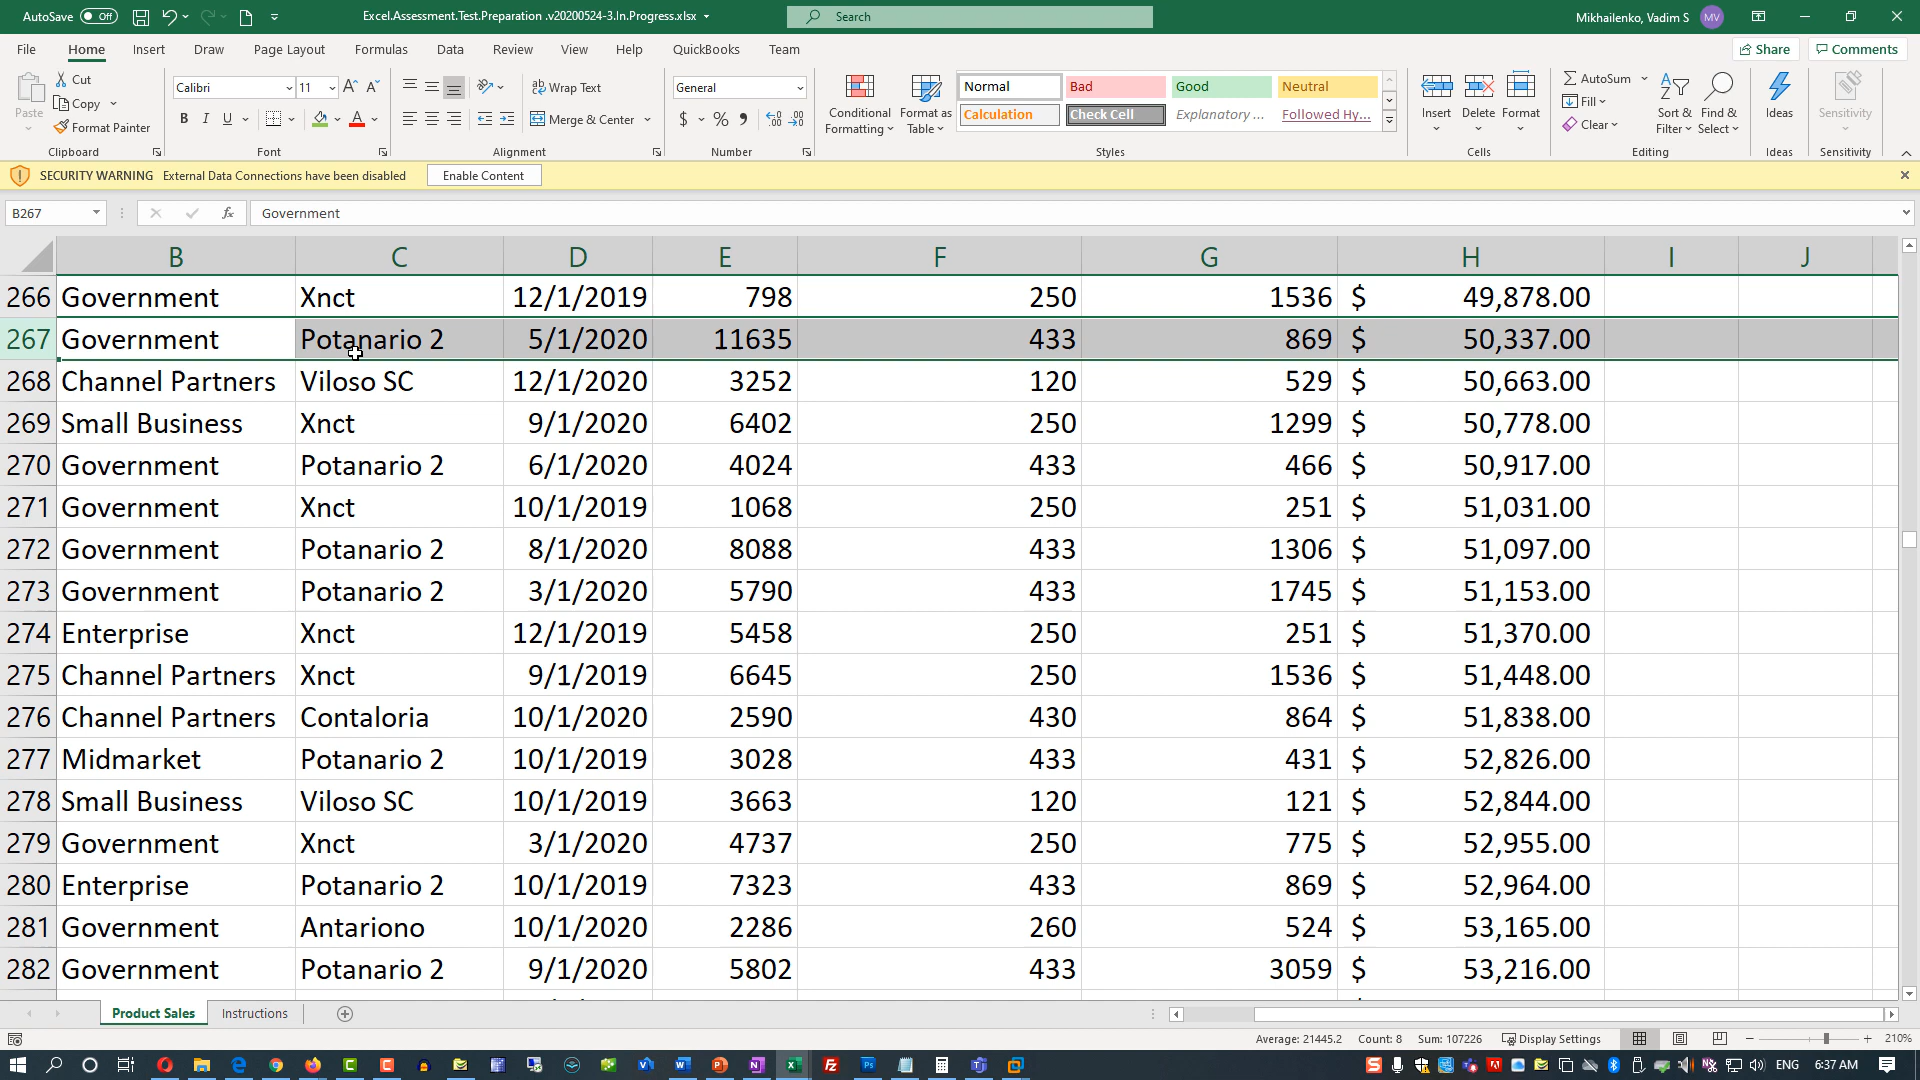 AutoSave Off Excel.Assessment.Test.Preparation .v20200524-3.In.Progress.xlsx Search Mikhailenko, Vadim S MV
File Home Insert Draw Page Layout Formulas Data Review View Help QuickBooks Team Share Comments
Cut Calibri 11 Wrap Text General Normal Bad Good Neutral AutoSum
Paste Copy Format Painter B I U Merge & Center $ % Conditional Formatting Format as Table Calculation Check Cell Explanatory ... Followed Hy... Insert Delete Format Fill Clear Sort & Filter Find & Select Ideas Sensitivity
Clipboard Font Alignment Number Styles Cells Editing Ideas Sensitivity
SECURITY WARNING External Data Connections have been disabled Enable Content
B267 fx Government
B C D E F G H I J
266 Government Xnct 12/1/2019 798 250 1536 $ 49,878.00
267 Government Potanario 2 5/1/2020 11635 433 869 $ 50,337.00
268 Channel Partners Viloso SC 12/1/2020 3252 120 529 $ 50,663.00
269 Small Business Xnct 9/1/2020 6402 250 1299 $ 50,778.00
270 Government Potanario 2 6/1/2020 4024 433 466 $ 50,917.00
271 Government Xnct 10/1/2019 1068 250 251 $ 51,031.00
272 Government Potanario 2 8/1/2020 8088 433 1306 $ 51,097.00
273 Government Potanario 2 3/1/2020 5790 433 1745 $ 51,153.00
274 Enterprise Xnct 12/1/2019 5458 250 251 $ 51,370.00
275 Channel Partners Xnct 9/1/2019 6645 250 1536 $ 51,448.00
276 Channel Partners Contaloria 10/1/2020 2590 430 864 $ 51,838.00
277 Midmarket Potanario 2 10/1/2019 3028 433 431 $ 52,826.00
278 Small Business Viloso SC 10/1/2019 3663 120 121 $ 52,844.00
279 Government Xnct 3/1/2020 4737 250 775 $ 52,955.00
280 Enterprise Potanario 2 10/1/2019 7323 433 869 $ 52,964.00
281 Government Antariono 10/1/2020 2286 260 524 $ 53,165.00
282 Government Potanario 2 9/1/2020 5802 433 3059 $ 53,216.00
Product Sales Instructions
Average: 21445.2 Count: 8 Sum: 107226 Display Settings 210%
ENG 6:37 AM